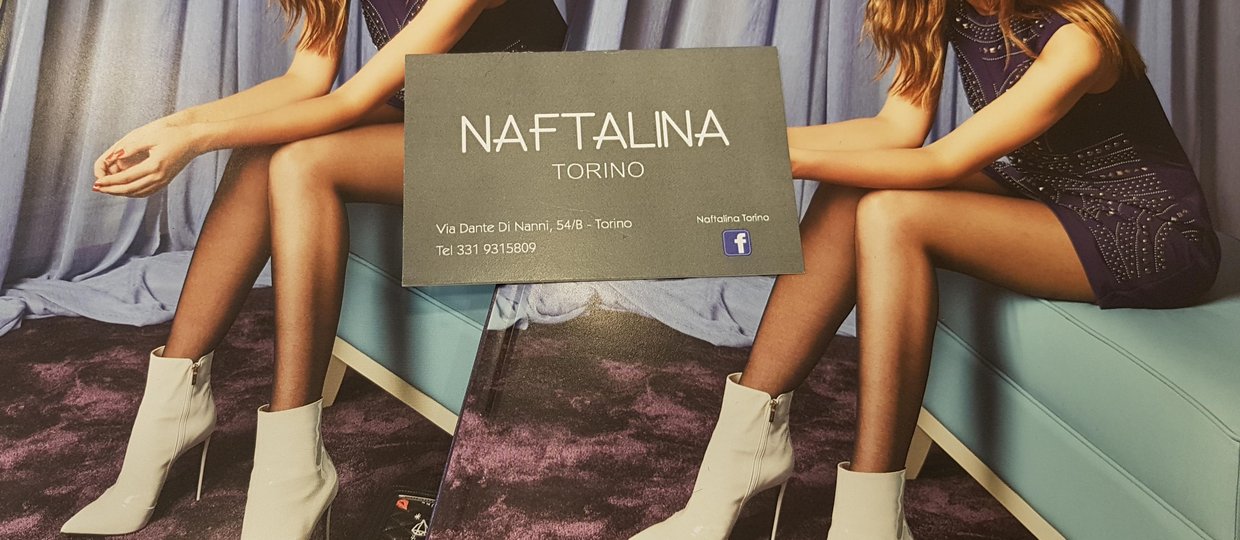 NAFTALINA
TORINO
Via Dante Di Nanni, 54/B - Torino
Tel 331 9315809
Naftalina Torino
f